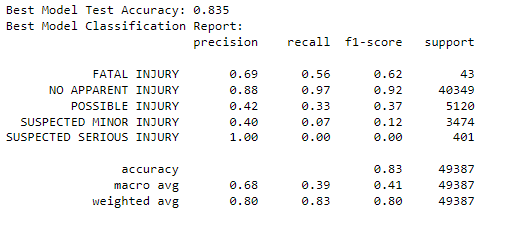 Best Model Test Accuracy: 0.835
Best Model Classification Report:
precision recall f1-score support
FATAL INJURY 0.69 0.56 0.62 43
NO APPARENT INJURY 0.88 0.97 0.92 40349
POSSIBLE INJURY 0.42 0.33 0.37 5120
SUSPECTED MINOR INJURY 0.40 0.07 0.12 3474
SUSPECTED SERIOUS INJURY 1.00 0.00 0.00 401
accuracy 0.83 49387
macro avg 0.68 0.39 0.41 49387
weighted avg 0.80 0.83 0.80 49387